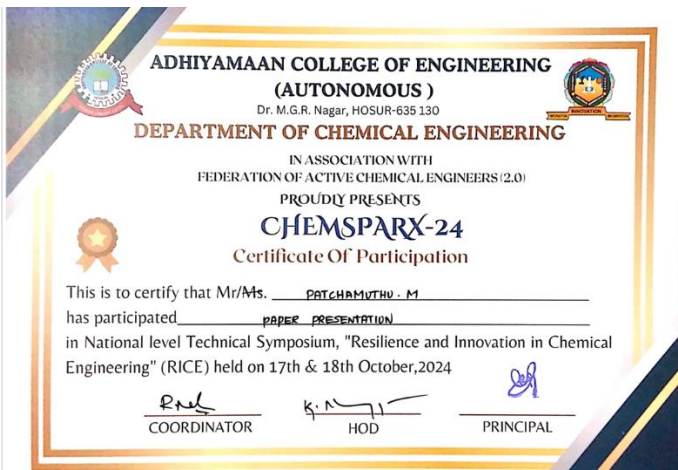 ADHIYAMAAN COLLEGE OF ENGINEERING
(AUTONOMOUS )
Dr. M.G.R. Nagar, HOSUR-635 130
DEPARTMENT OF CHEMICAL ENGINEERING
IN ASSOCIATION WITH
FEDERATION OF ACTIVE CHEMICAL ENGINEERS (2.0)
PROUDLY PRESENTS
CHEMSPARX-24
Certificate Of Participation
This is to certify that Mr/Ms. PATCHAMUTHU. M
has participated PAPER PRESENTATION
in National level Technical Symposium, "Resilience and Innovation in Chemical
Engineering" (RICE) held on 17th & 18th October,2024
COORDINATOR
HOD
PRINCIPAL
INNOVATION